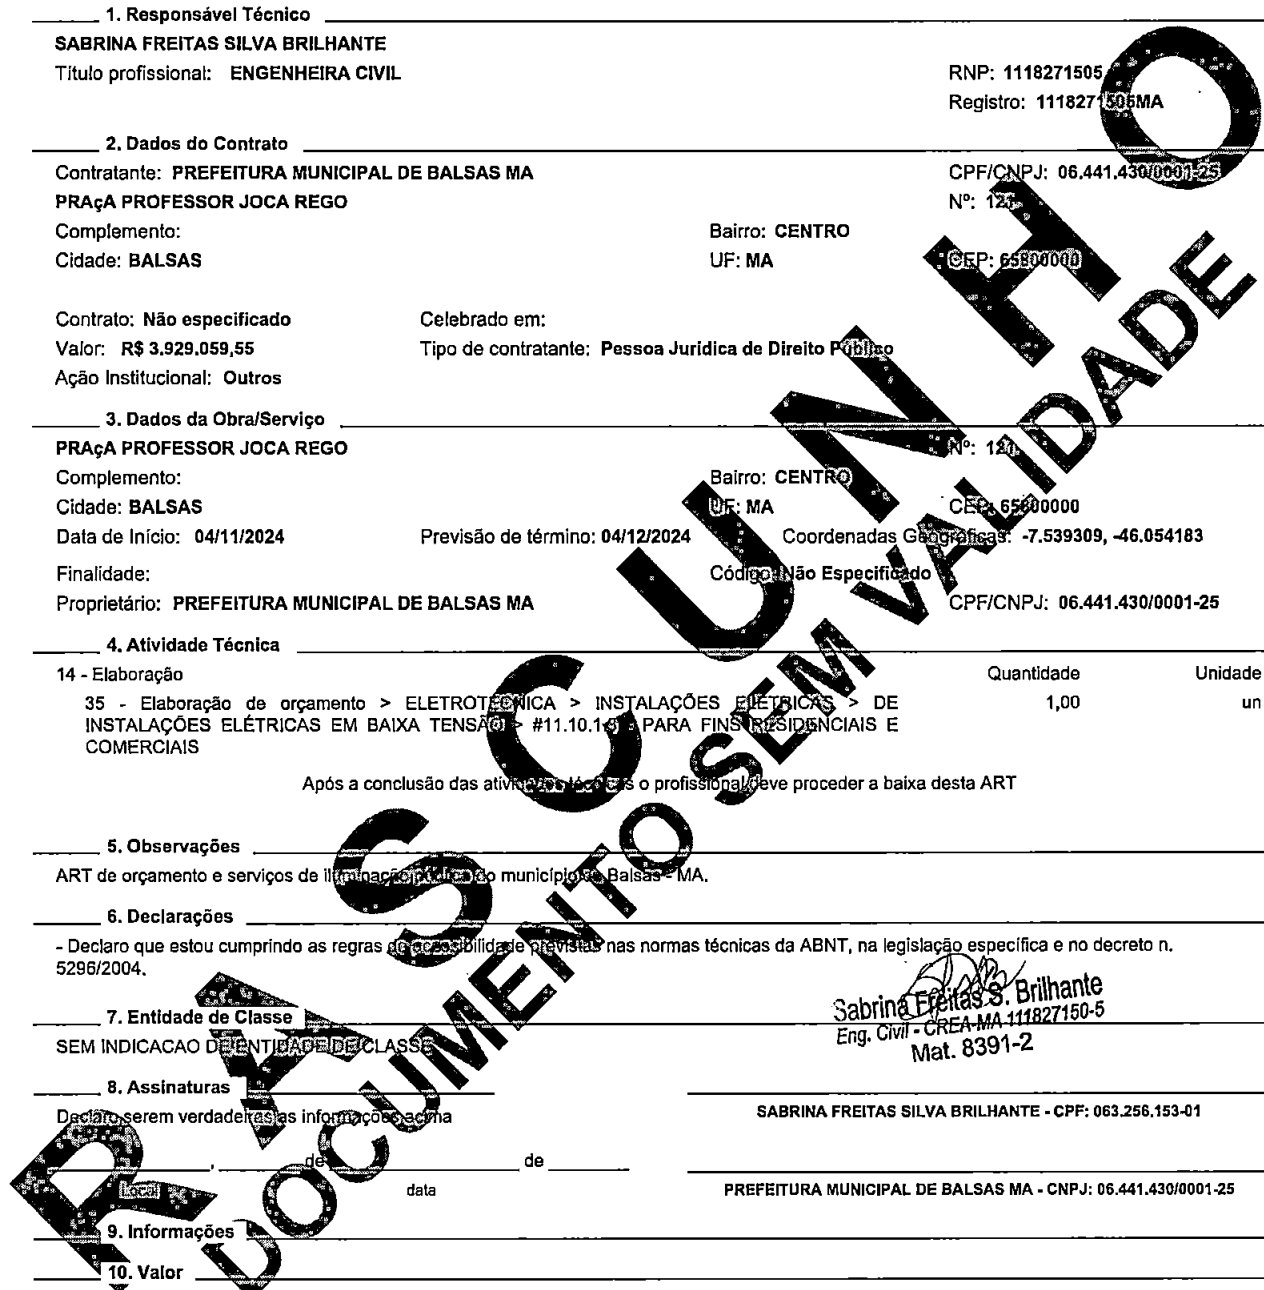 1. Responsável Técnico
SABRINA FREITAS SILVA BRILHANTE
Título profissional: ENGENHEIRA CIVIL
RNP: 1118271505
Registro: 1118271505MA
2. Dados do Contrato
Contratante: PREFEITURA MUNICIPAL DE BALSAS MA
CPF/CNPJ: 06.441.430/0001-25
PRAçA PROFESSOR JOCA REGO
Nº: 121
Complemento:
Bairro: CENTRO
Cidade: BALSAS
UF: MA
CEP: 65800000
Contrato: Não especificado
Celebrado em:
Valor: R$ 3.929.059,55
Tipo de contratante: Pessoa Juridica de Direito Público
Ação Institucional: Outros
3. Dados da Obra/Serviço
PRAçA PROFESSOR JOCA REGO
Nº: 121
Complemento:
Bairro: CENTRO
Cidade: BALSAS
UF: MA
CEP: 65800000
Data de Início: 04/11/2024
Previsão de término: 04/12/2024
Coordenadas Geográficas: -7.539309, -46.054183
Finalidade:
Código: Não Especificado
Proprietário: PREFEITURA MUNICIPAL DE BALSAS MA
CPF/CNPJ: 06.441.430/0001-25
4. Atividade Técnica
14 - Elaboração
Quantidade
Unidade
35 - Elaboração de orçamento > ELETROTÉCNICA > INSTALAÇÕES ELÉTRICAS > DE
1,00
un
INSTALAÇÕES ELÉTRICAS EM BAIXA TENSÃO > PARA FINS RESIDENCIAIS E
COMERCIAIS
Após a conclusão das atividades técnicas o profissional deve proceder a baixa desta ART
5. Observações
ART de orçamento e serviços de iluminação pública do município de Balsas - MA.
6. Declarações
- Declaro que estou cumprindo as regras de acessibilidade previstas nas normas técnicas da ABNT, na legislação específica e no decreto n.
5296/2004.
Sabrina Freitas S. Brilhante
Eng. Civil - CREA-MA 111827150-5
Mat. 8391-2
7. Entidade de Classe
SEM INDICACAO DE ENTIDADE DE CLASSE
8. Assinaturas
Declaro serem verdadeiras as informações acima
SABRINA FREITAS SILVA BRILHANTE - CPF: 063.256.153-01
, de de
Local
data
PREFEITURA MUNICIPAL DE BALSAS MA - CNPJ: 06.441.430/0001-25
9. Informações
10. Valor
RASCUNHO
DOCUMENTO SEM VALIDADE